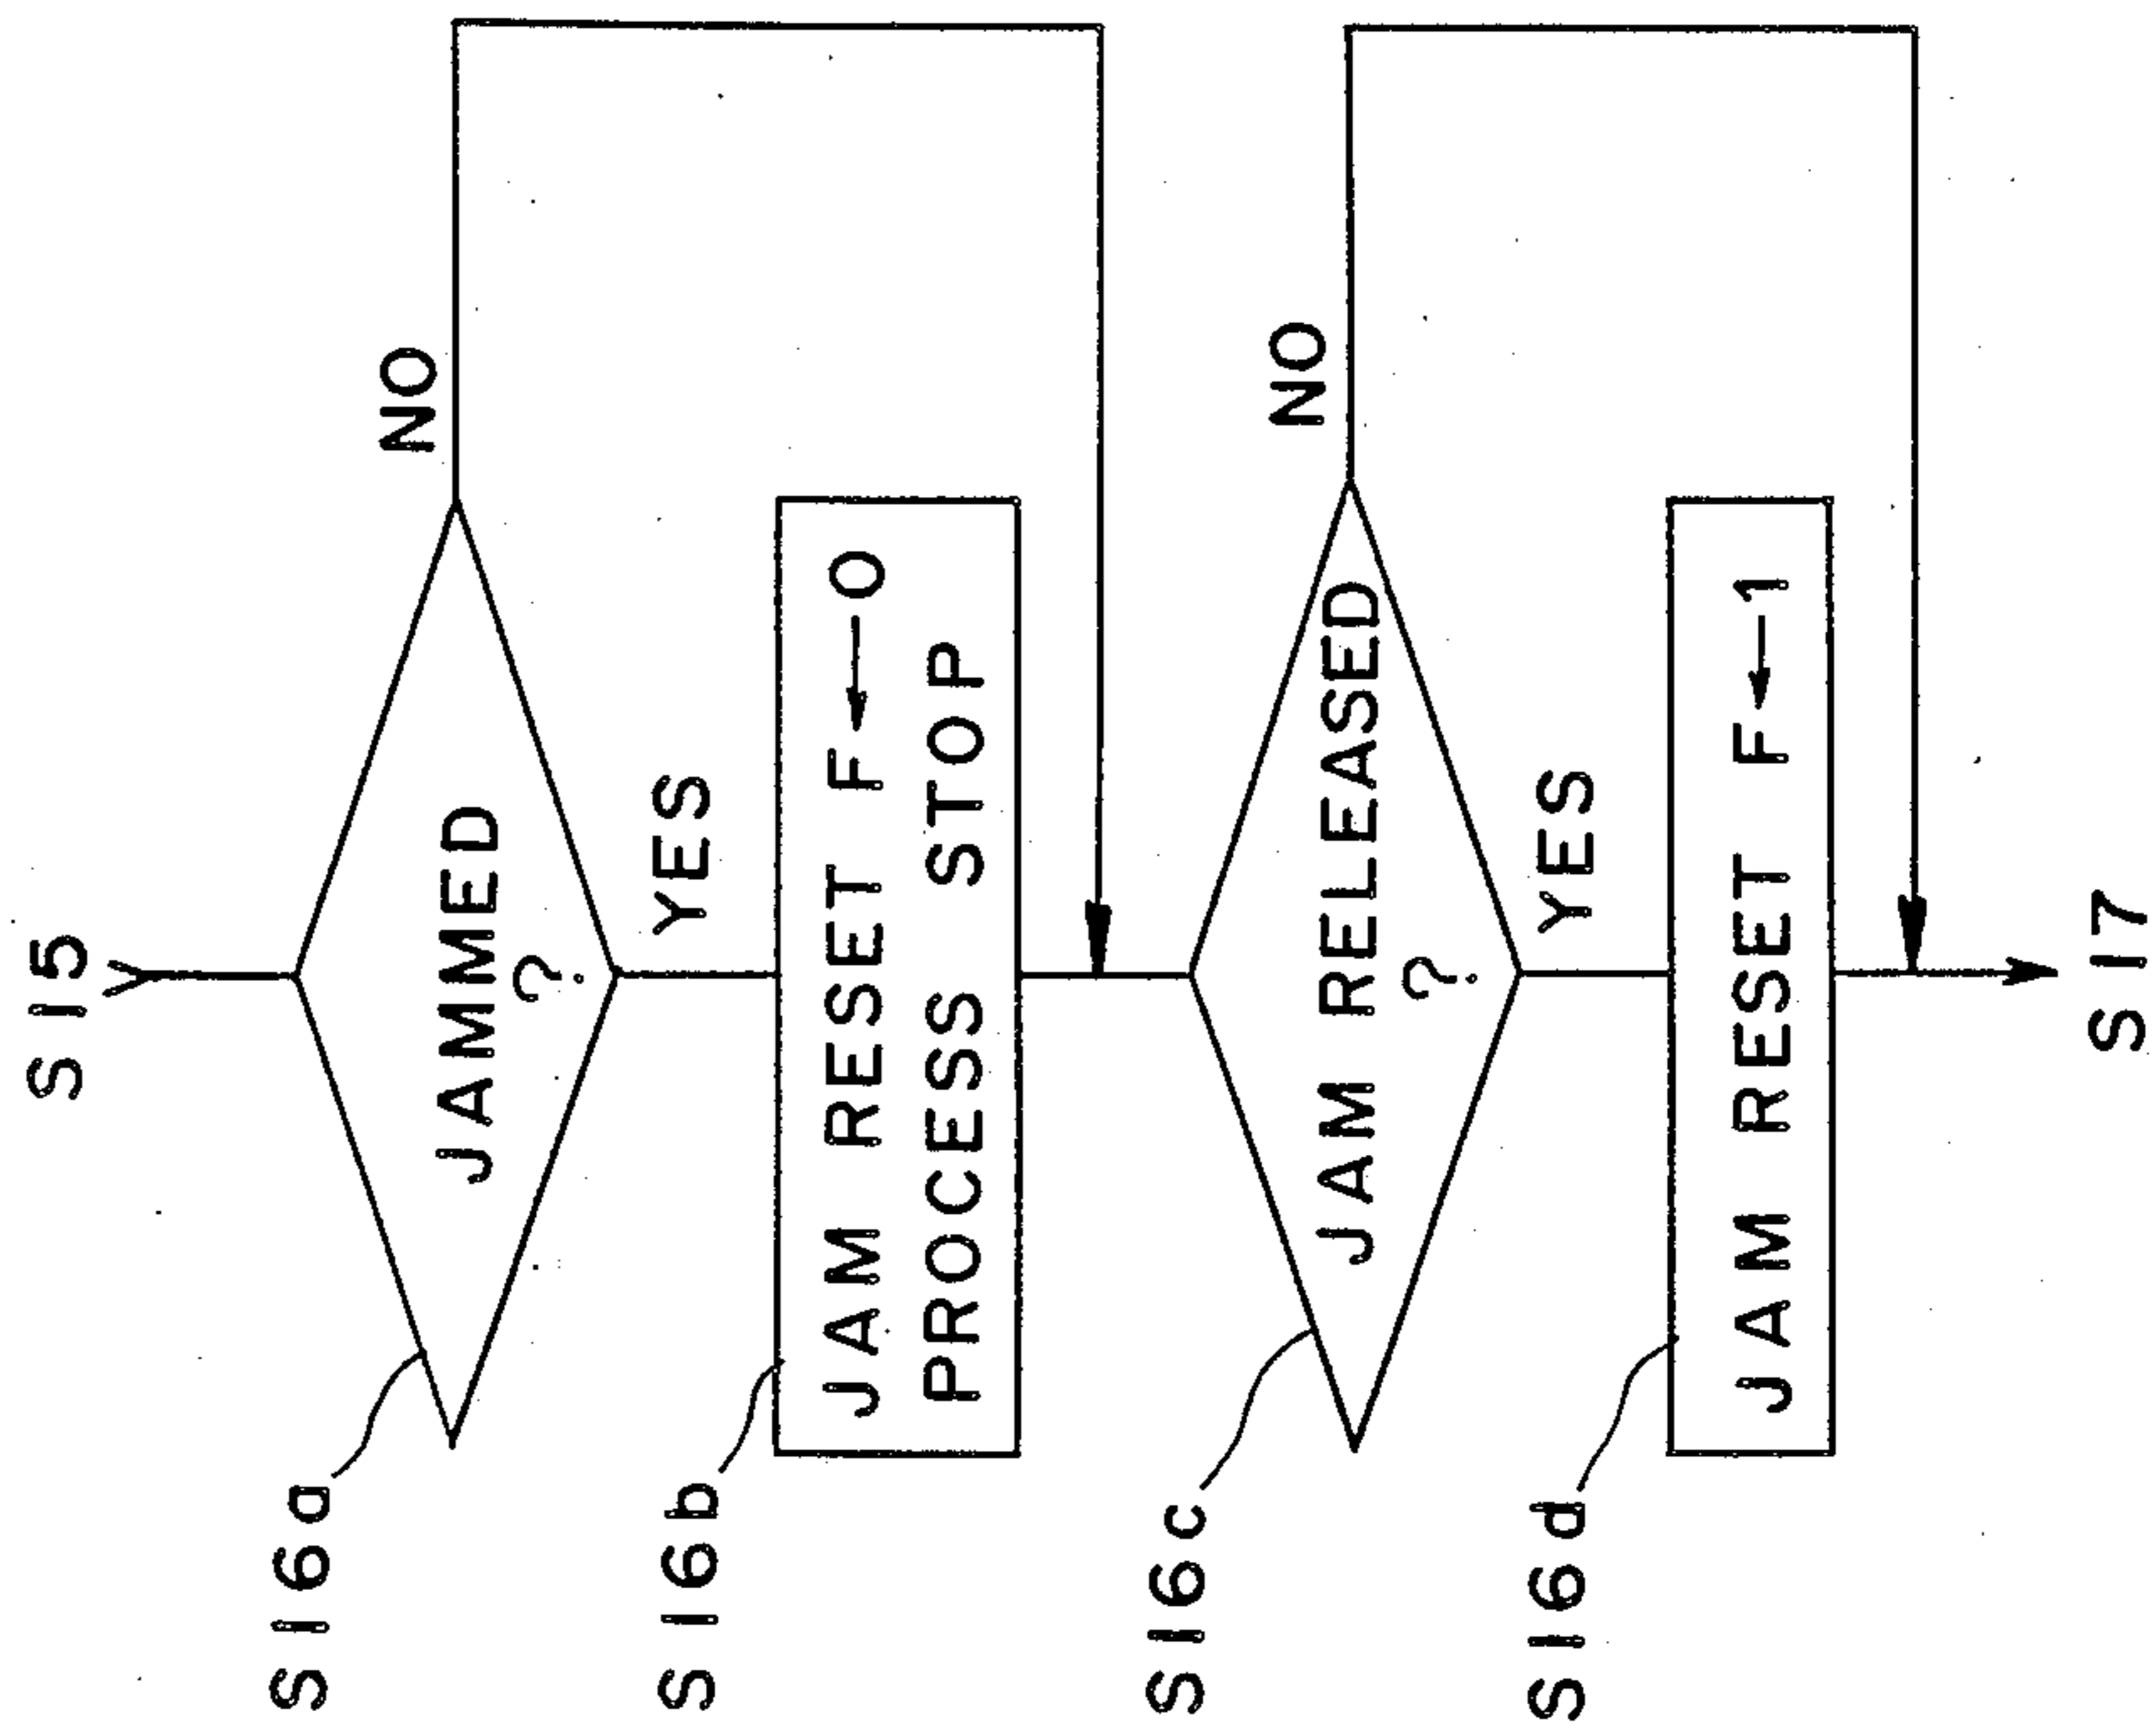 S15
S16a
JAMMED
?
NO
YES
S16b
JAM RESET F←0
PROCESS STOP
S16c
JAM RELEASED
?
NO
YES
S16d
JAM RESET F←1
S17